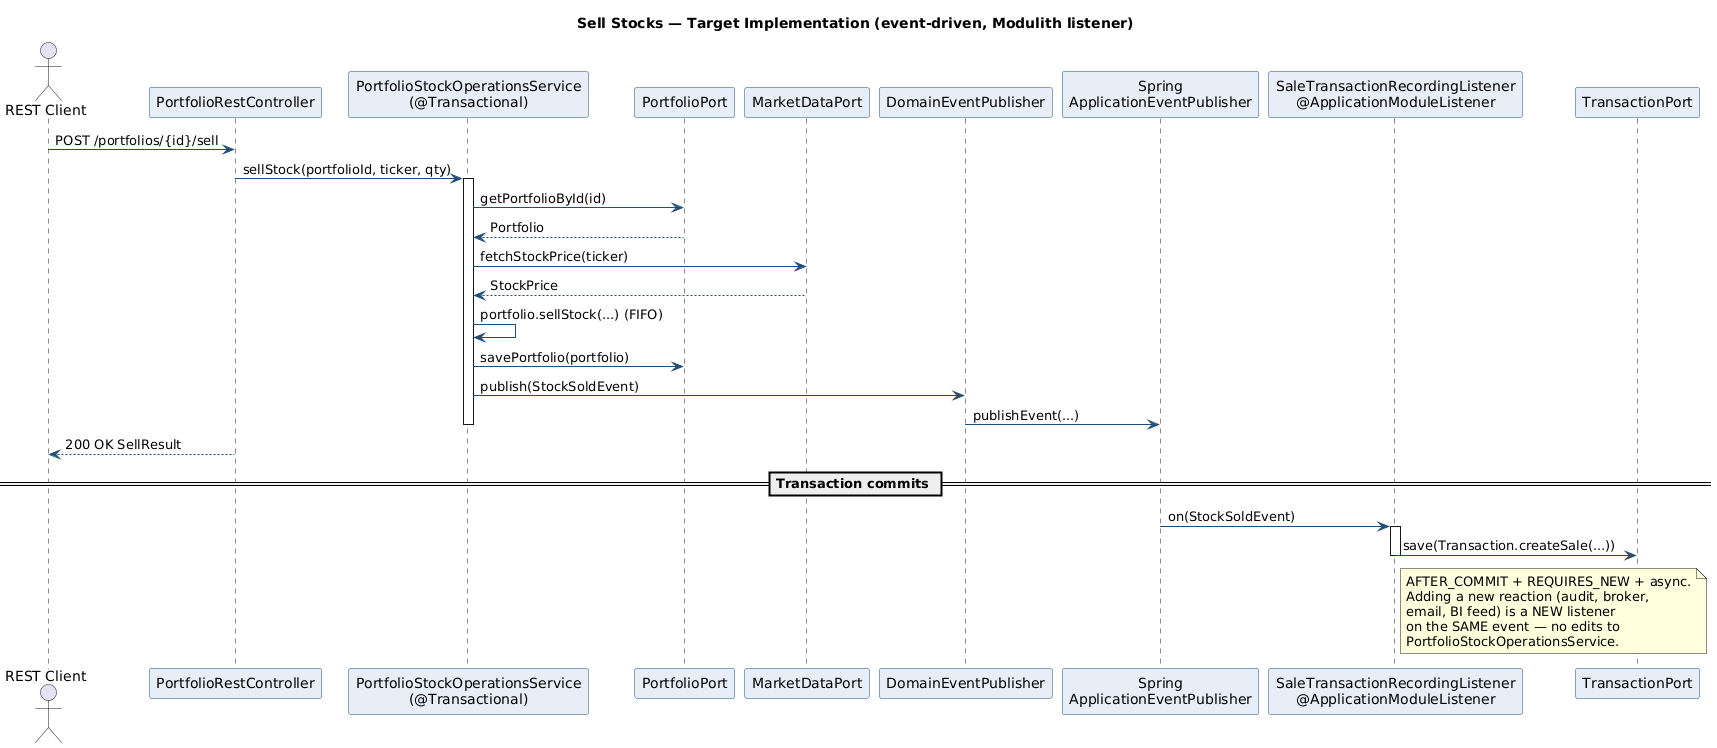 Sell Stocks — Target Implementation (event-driven, Modulith listener)
REST Client
PortfolioRestController
PortfolioStockOperationsService
(@Transactional)
PortfolioPort
MarketDataPort
DomainEventPublisher
Spring
ApplicationEventPublisher
SaleTransactionRecordingListener
@ApplicationModuleListener
TransactionPort
POST /portfolios/{id}/sell
sellStock(portfolioId, ticker, qty)
getPortfolioById(id)
Portfolio
fetchStockPrice(ticker)
StockPrice
portfolio.sellStock(...) (FIFO)
savePortfolio(portfolio)
publish(StockSoldEvent)
publishEvent(...)
200 OK SellResult
Transaction commits
on(StockSoldEvent)
save(Transaction.createSale(...))
AFTER_COMMIT + REQUIRES_NEW + async.
Adding a new reaction (audit, broker,
email, BI feed) is a NEW listener
on the SAME event — no edits to
PortfolioStockOperationsService.
REST Client
PortfolioRestController
PortfolioStockOperationsService
(@Transactional)
PortfolioPort
MarketDataPort
DomainEventPublisher
Spring
ApplicationEventPublisher
SaleTransactionRecordingListener
@ApplicationModuleListener
TransactionPort